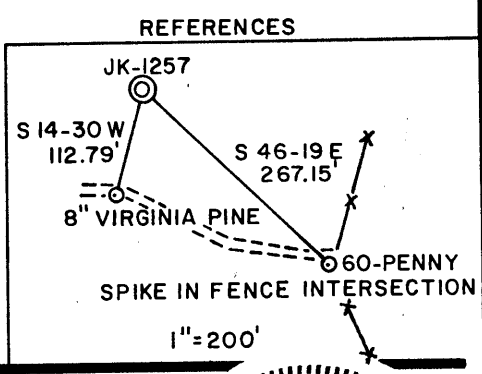 REFERENCES
JK-1257
S 14-30 W
112.79'
S 46-19 E
267.15'
8" VIRGINIA PINE
60-PENNY
SPIKE IN FENCE INTERSECTION
1"=200'